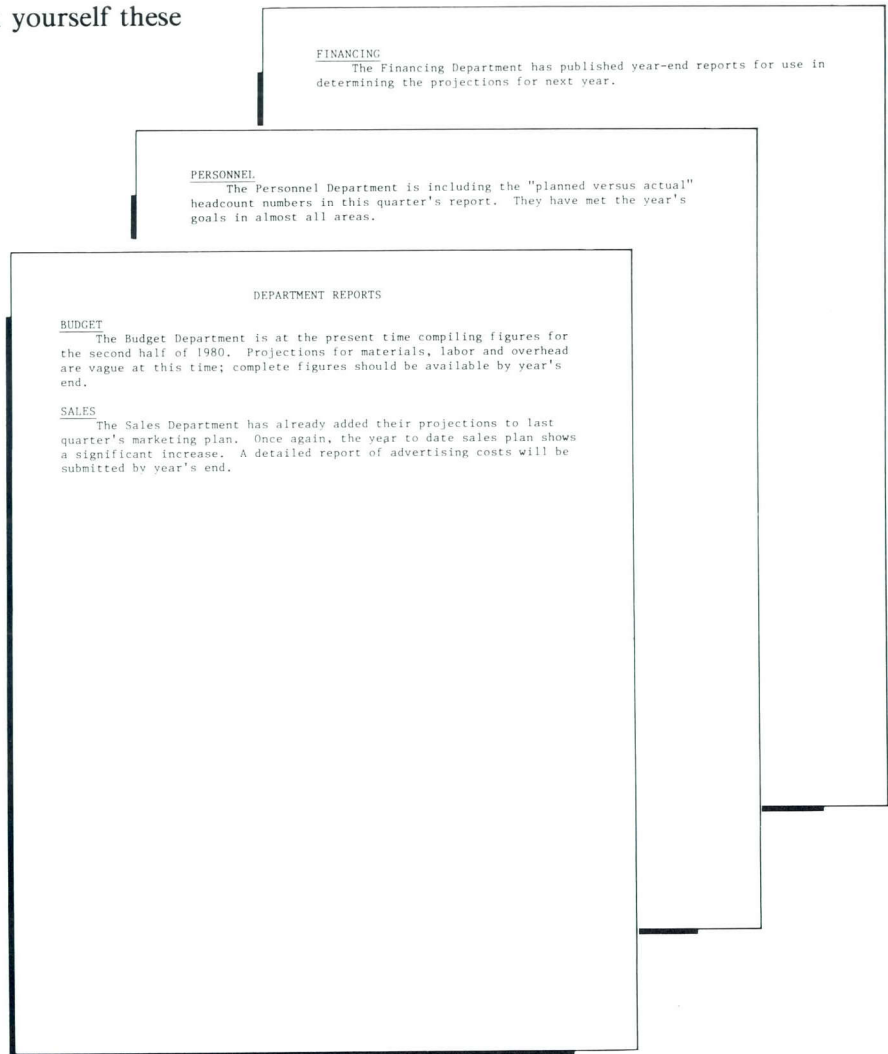 yourself these
FINANCING
The Financing Department has published year-end reports for use in
determining the projections for next year.
PERSONNEL
The Personnel Department is including the "planned versus actual"
headcount numbers in this quarter's report. They have met the year's
goals in almost all areas.
DEPARTMENT REPORTS
BUDGET
The Budget Department is at the present time compiling figures for
the second half of 1980. Projections for materials, labor and overhead
are vague at this time; complete figures should be available by year's
end.
SALES
The Sales Department has already added their projections to last
quarter's marketing plan. Once again, the year to date sales plan shows
a significant increase. A detailed report of advertising costs will be
submitted by year's end.